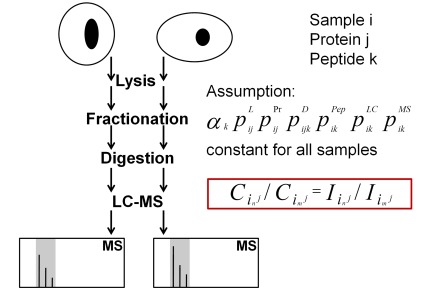 Sample i
Protein j
Peptide k
Lysis
Fractionation
Digestion
LC-MS
MS
MS
Assumption:
α_k p_{ij}^{L} p_{ij}^{Pr} p_{ijk}^{D} p_{ik}^{Pep} p_{ik}^{LC} p_{ik}^{MS}
constant for all samples
C_{i_n j} / C_{i_m j} = I_{i_n j} / I_{i_m j}